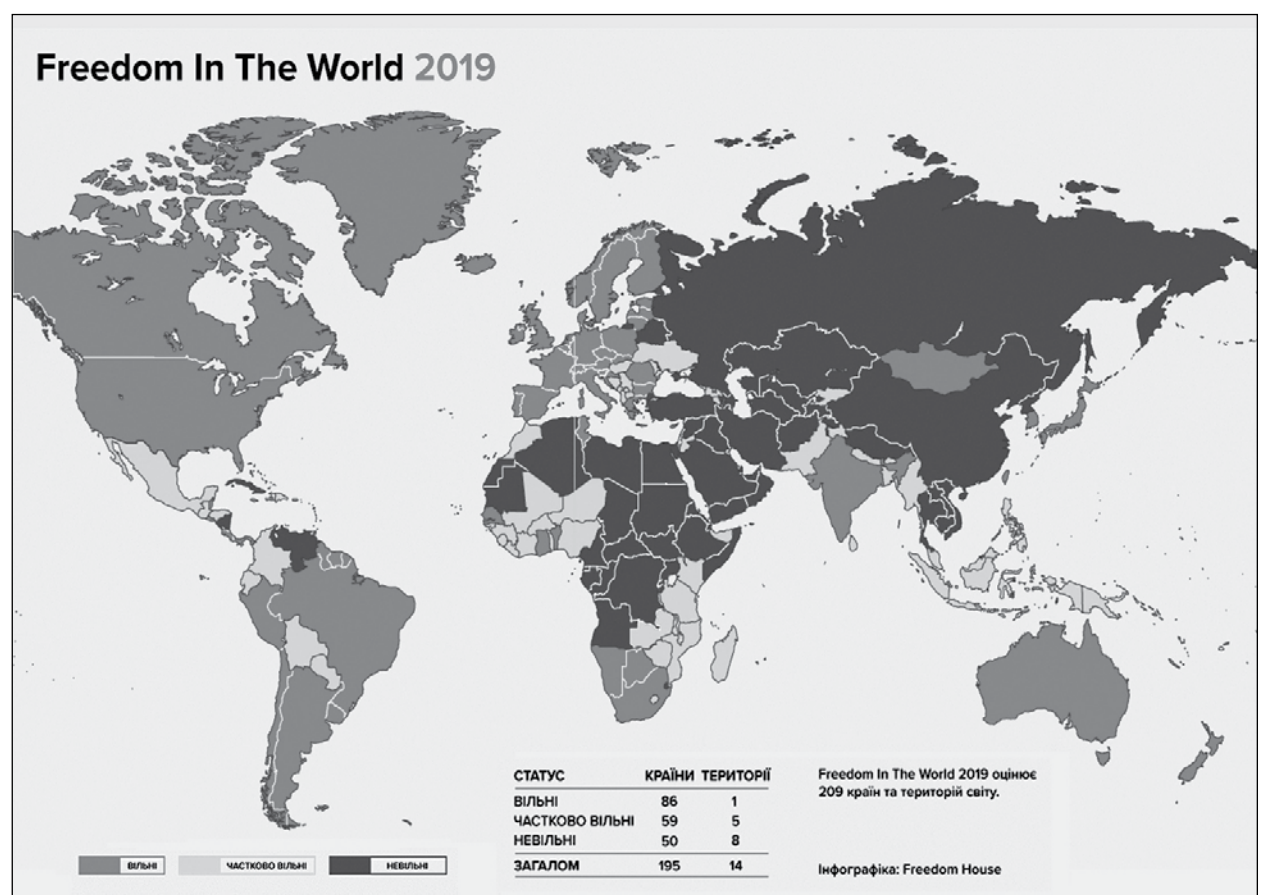 Freedom In The World 2019
СТАТУС КРАЇНИ ТЕРИТОРІЇ
ВІЛЬНІ 86 1
ЧАСТКОВО ВІЛЬНІ 59 5
НЕВІЛЬНІ 50 8
ЗАГАЛОМ 195 14
Freedom In The World 2019 оцінює
209 країн та територій світу.
Інфографіка: Freedom House
ВІЛЬНІ
ЧАСТКОВО ВІЛЬНІ
НЕВІЛЬНІ